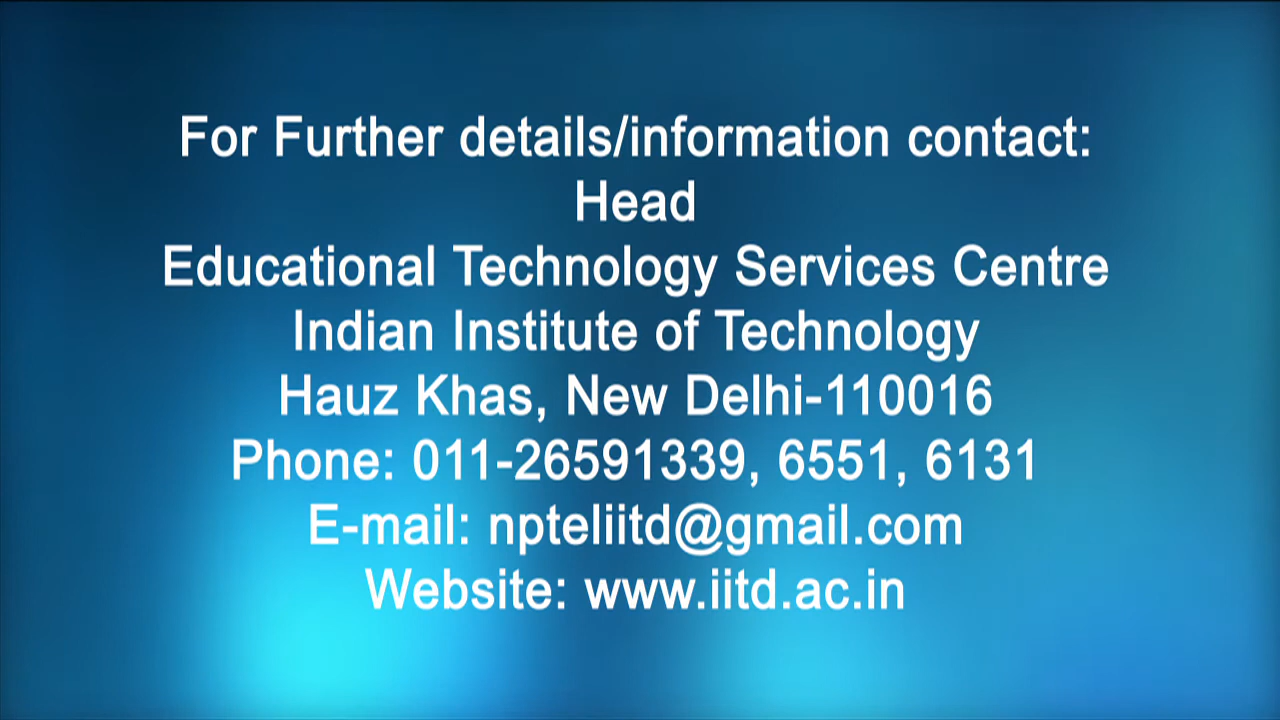 For Further details/information contact:
Head
Educational Technology Services Centre
Indian Institute of Technology
Hauz Khas, New Delhi-110016
Phone: 011-26591339, 6551, 6131
E-mail: npteliitd@gmail.com
Website: www.iitd.ac.in